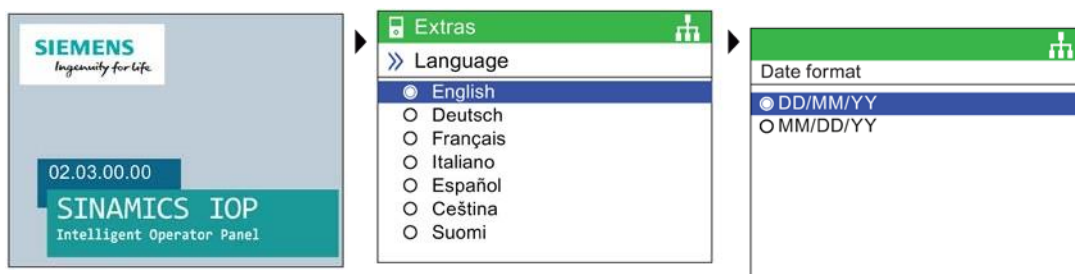 SIEMENS
Ingenuity for life
02.03.00.00
SINAMICS IOP
Intelligent Operator Panel
Extras
» Language
English
Deutsch
Français
Italiano
Español
Ceština
Suomi
Date format
DD/MM/YY
MM/DD/YY